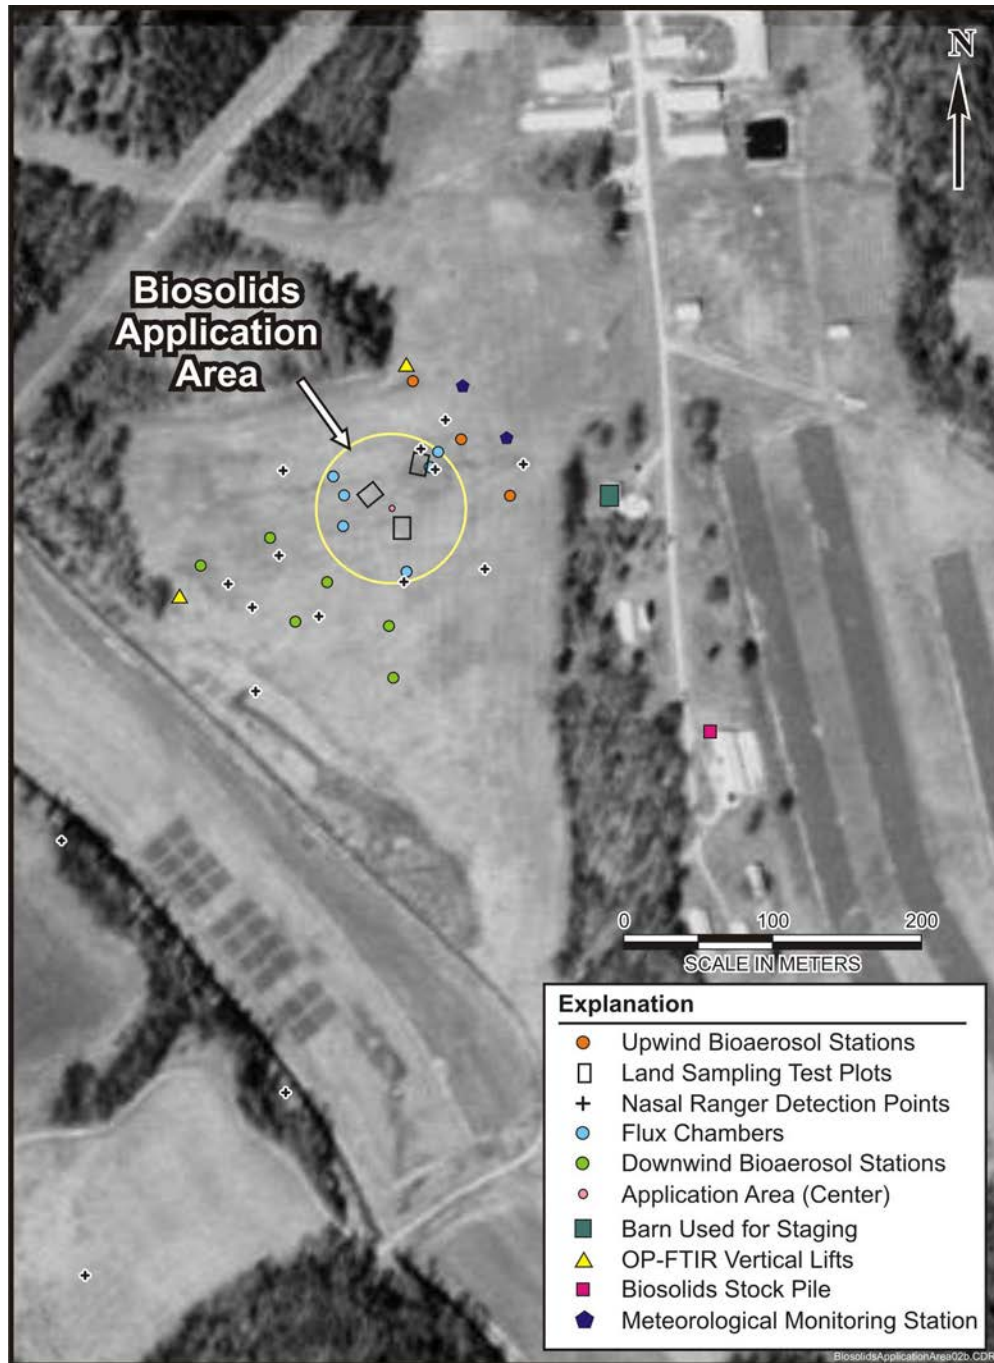 N
Biosolids
Application
Area
0 100 200
SCALE IN METERS
Explanation
Upwind Bioaerosol Stations
Land Sampling Test Plots
Nasal Ranger Detection Points
Flux Chambers
Downwind Bioaerosol Stations
Application Area (Center)
Barn Used for Staging
OP-FTIR Vertical Lifts
Biosolids Stock Pile
Meteorological Monitoring Station
BiosolidsApplicationArea02b.CDR